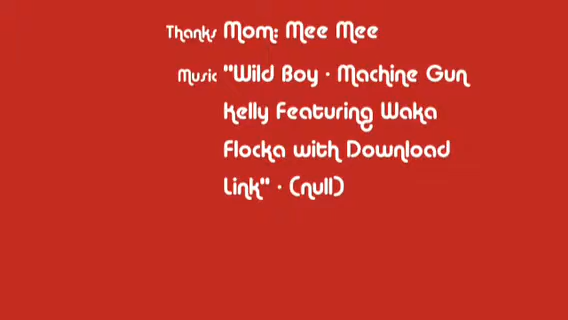 Thanks Mom: Mee Mee
Music "Wild Boy · Machine Gun
Kelly Featuring Waka
Flocka with Download
Link" · (null)